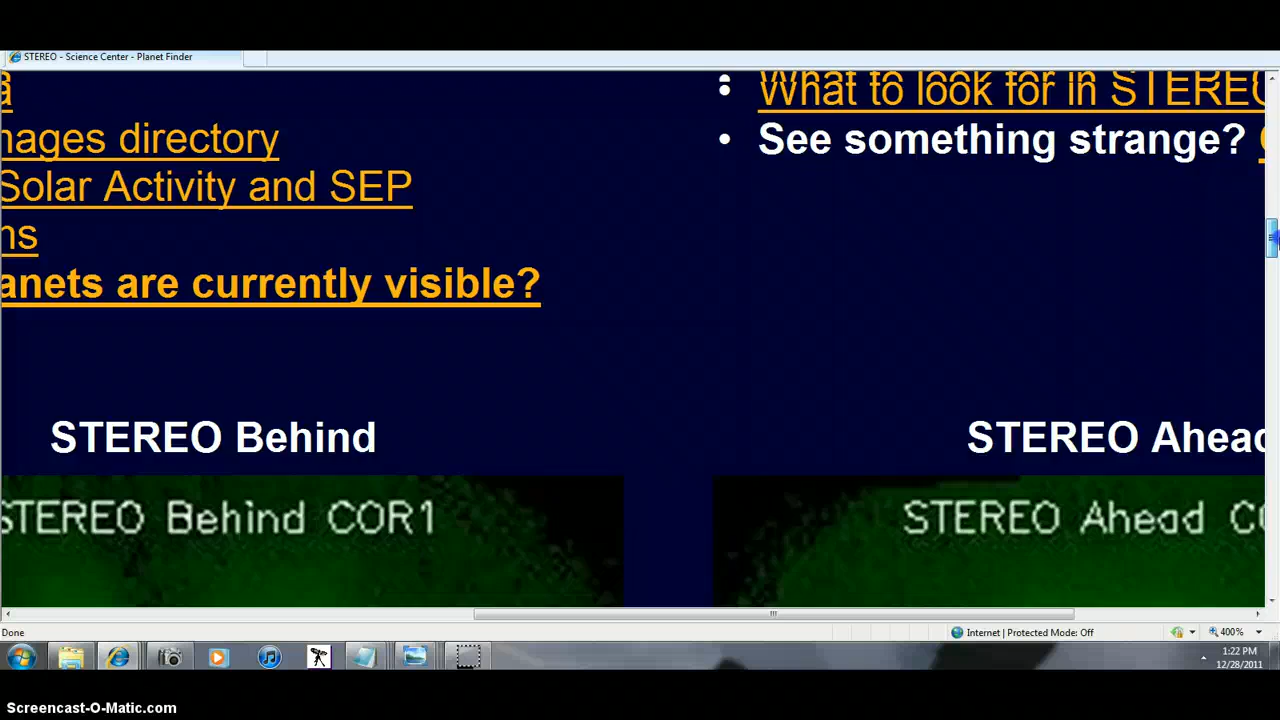 STEREO - Science Center - Planet Finder
a
What to look for in STEREO
nages directory
See something strange?
Solar Activity and SEP
ns
anets are currently visible?
STEREO Behind
STEREO Ahead
STEREO Behind COR1
STEREO Ahead CO
Done
Internet | Protected Mode: Off
400%
1:22 PM
12/28/2011
Screencast-O-Matic.com